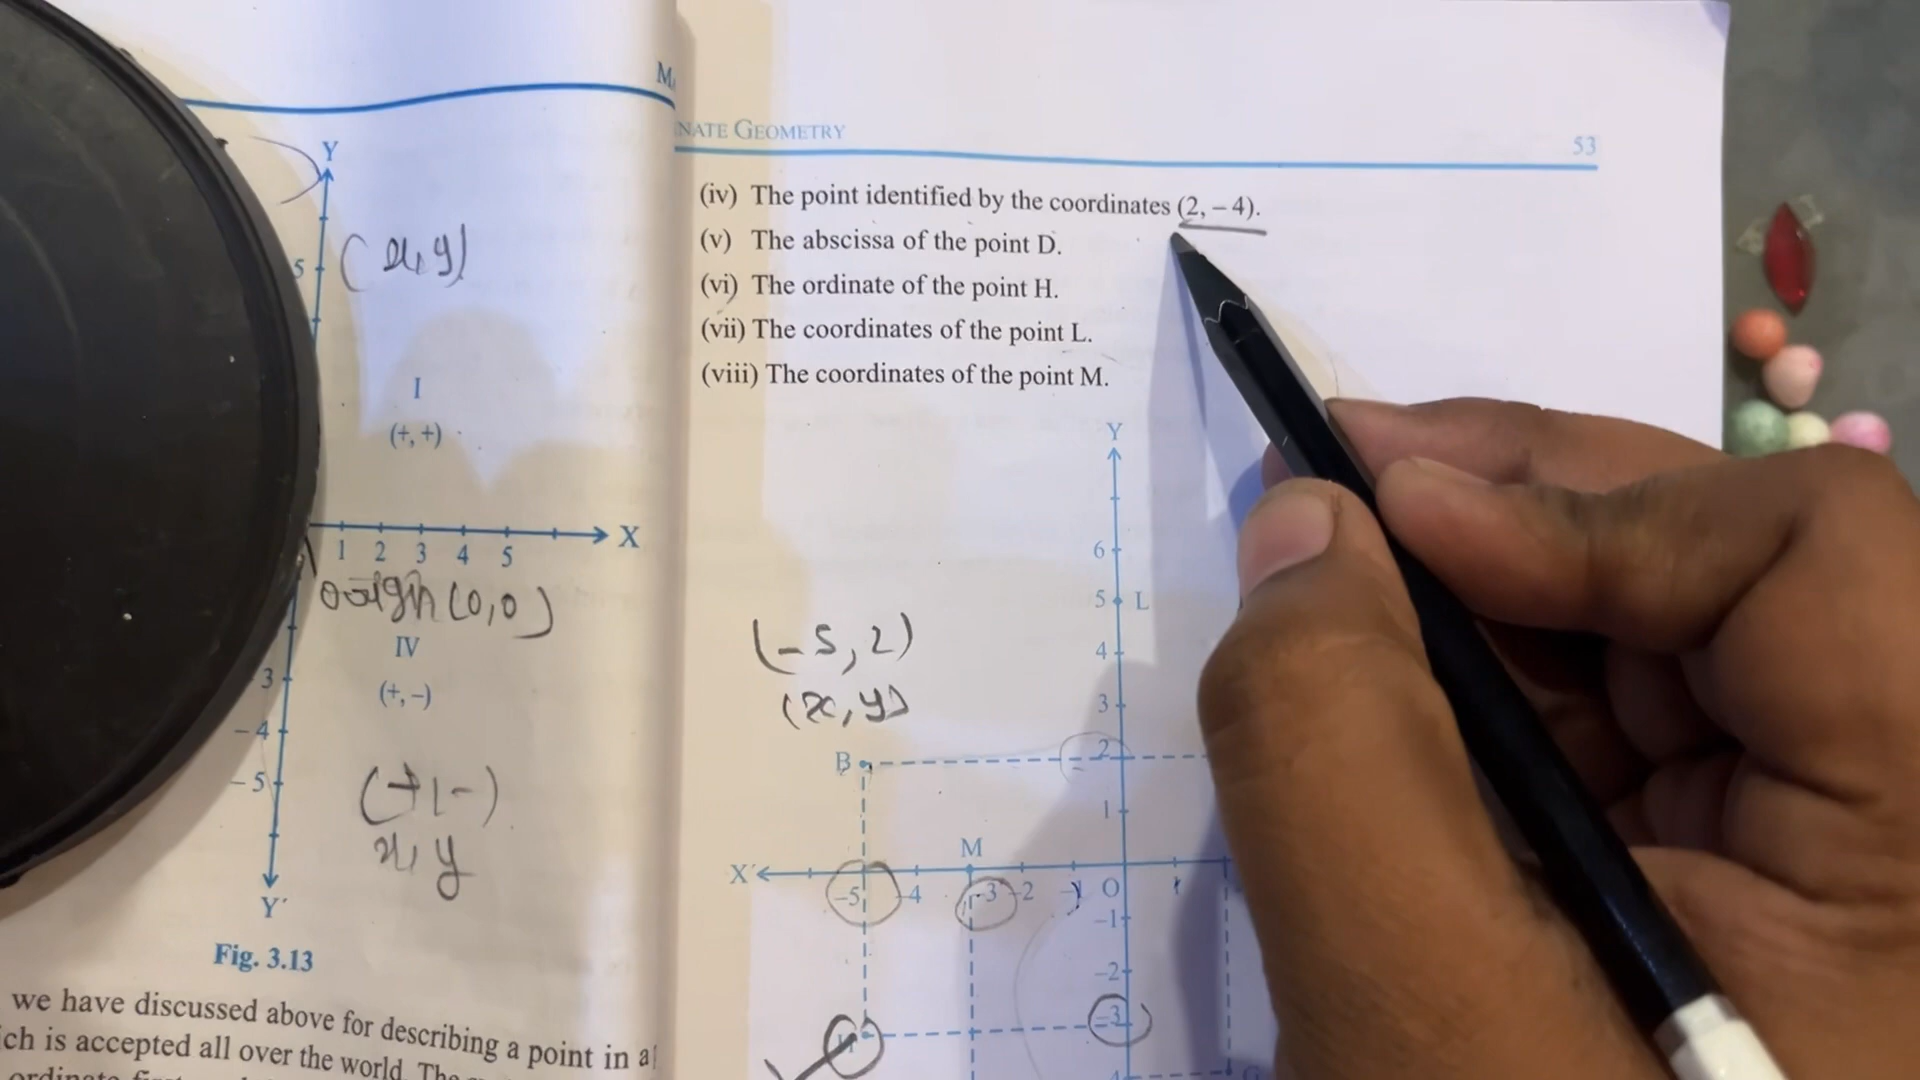 NATE GEOMETRY
53
(iv) The point identified by the coordinates (2, – 4).
(v) The abscissa of the point D.
(vi) The ordinate of the point H.
(vii) The coordinates of the point L.
(viii) The coordinates of the point M.
Y
5
(x, y)
I
(+, +)
X
1 2 3 4 5
(0,0)
IV
(+, –)
3
– 4
– 5
(+, -)
x, y
Y′
Fig. 3.13
we have discussed above for describing a point in a
ch is accepted all over the world. The
Y
6
5 L
4
3
2
1
(-5, 2)
(x, y)
B
M
X′
–5 –4 –3 –2 –1 O
–1
–2
–3
G